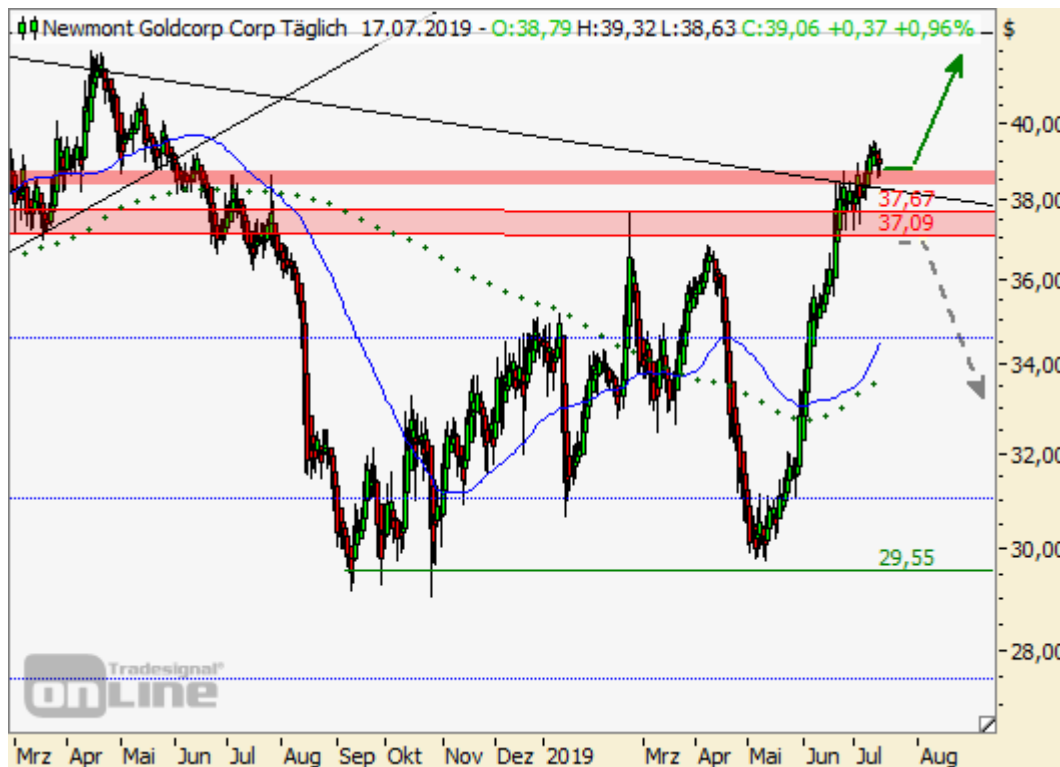 Newmont Goldcorp Corp Täglich 17.07.2019 - O:38,79 H:39,32 L:38,63 C:39,06 +0,37 +0,96% $
40,00
38,00
37,67
37,09
36,00
34,00
32,00
30,00
29,55
28,00
Tradesignal®
onLine
Mrz Apr Mai Jun Jul Aug Sep Okt Nov Dez 2019 Mrz Apr Mai Jun Jul Aug